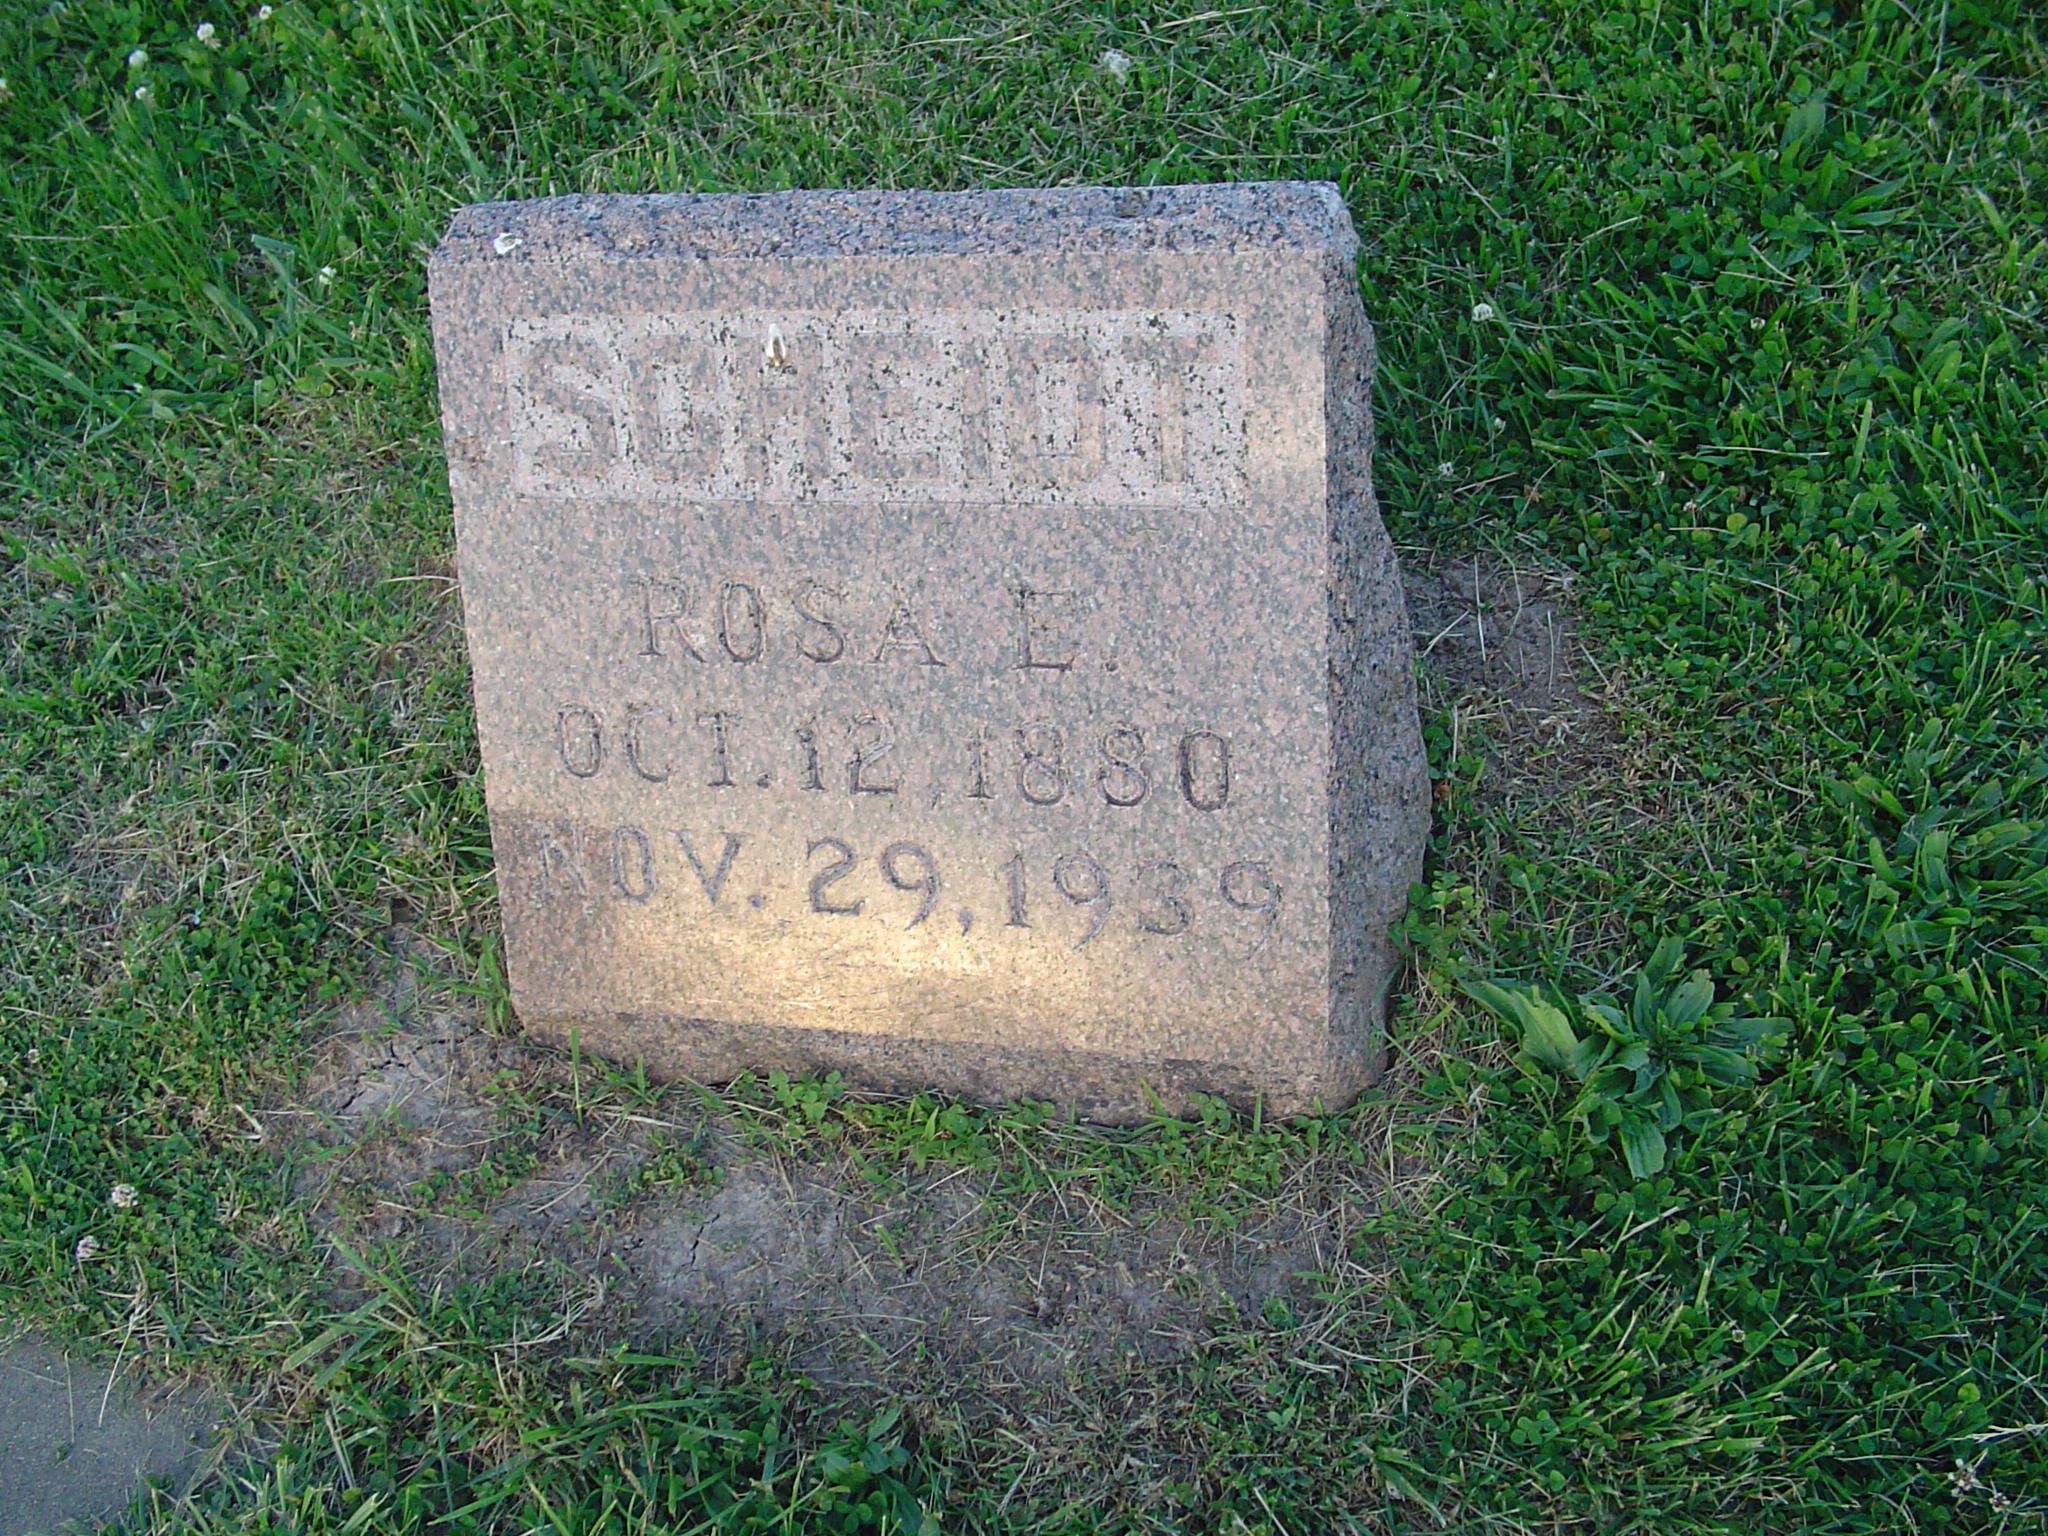 SCHEIDT
ROSA E.
OCT. 12, 1880
NOV. 29, 1939